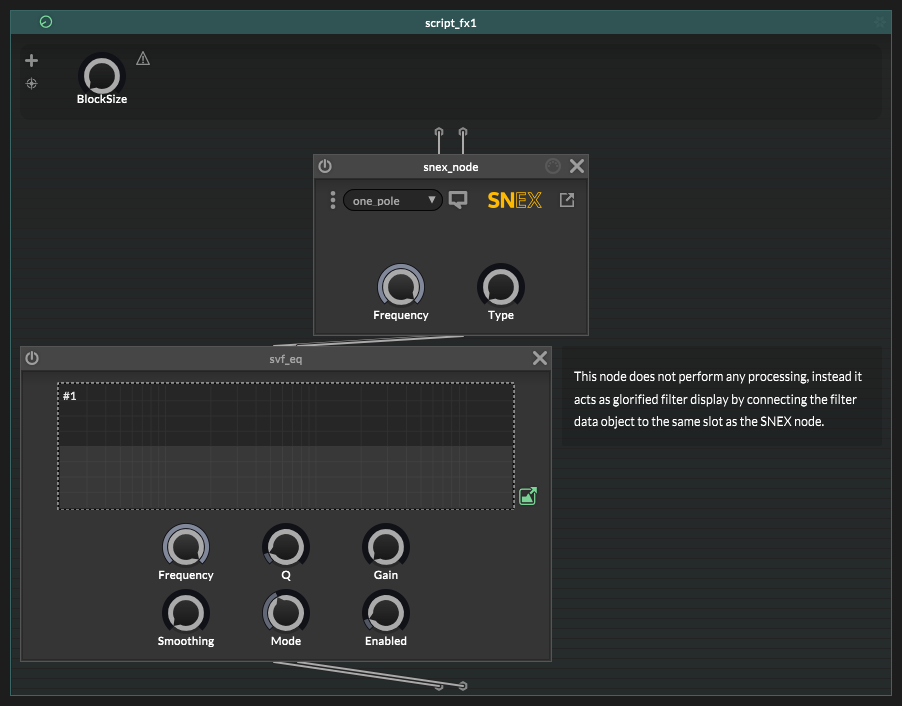 script_fx1
BlockSize
snex_node
one_pole
SNEX
Frequency
Type
svf_eq
#1
This node does not perform any processing, instead it
acts as glorified filter display by connecting the filter
data object to the same slot as the SNEX node.
Frequency
Q
Gain
Smoothing
Mode
Enabled